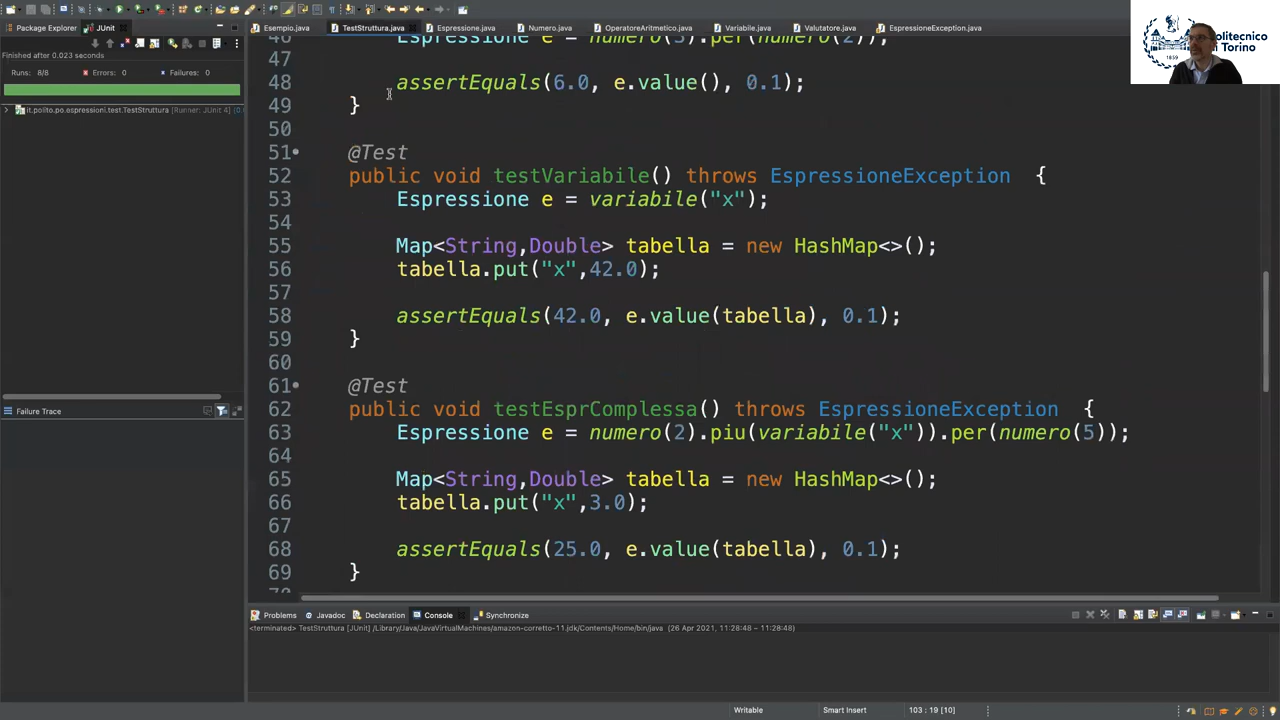 Package Explorer
JUnit
Esempio.java
TestStruttura.java
Espressione.java
Numero.java
OperatoreAritmetico.java
Variabile.java
Valutatore.java
EspressioneException.java
Politecnico
di Torino
1859
Finished after 0.023 seconds
Runs: 8/8
Errors: 0
Failures: 0
it.polito.po.espressioni.test.TestStruttura [Runner: JUnit 4] (0.
Failure Trace
46 Espressione e = numero(3).per(numero(2));
47
48 assertEquals(6.0, e.value(), 0.1);
49 }
50
51 @Test
52 public void testVariabile() throws EspressioneException {
53 Espressione e = variabile("x");
54
55 Map<String,Double> tabella = new HashMap<>();
56 tabella.put("x",42.0);
57
58 assertEquals(42.0, e.value(tabella), 0.1);
59 }
60
61 @Test
62 public void testEsprComplessa() throws EspressioneException {
63 Espressione e = numero(2).piu(variabile("x")).per(numero(5));
64
65 Map<String,Double> tabella = new HashMap<>();
66 tabella.put("x",3.0);
67
68 assertEquals(25.0, e.value(tabella), 0.1);
69 }
70
Problems
Javadoc
Declaration
Console
Synchronize
<terminated> TestStruttura [JUnit] /Library/Java/JavaVirtualMachines/amazon-corretto-11.jdk/Contents/Home/bin/java (26 Apr 2021, 11:28:48 – 11:28:48)
Writable
Smart Insert
103 : 19 [10]